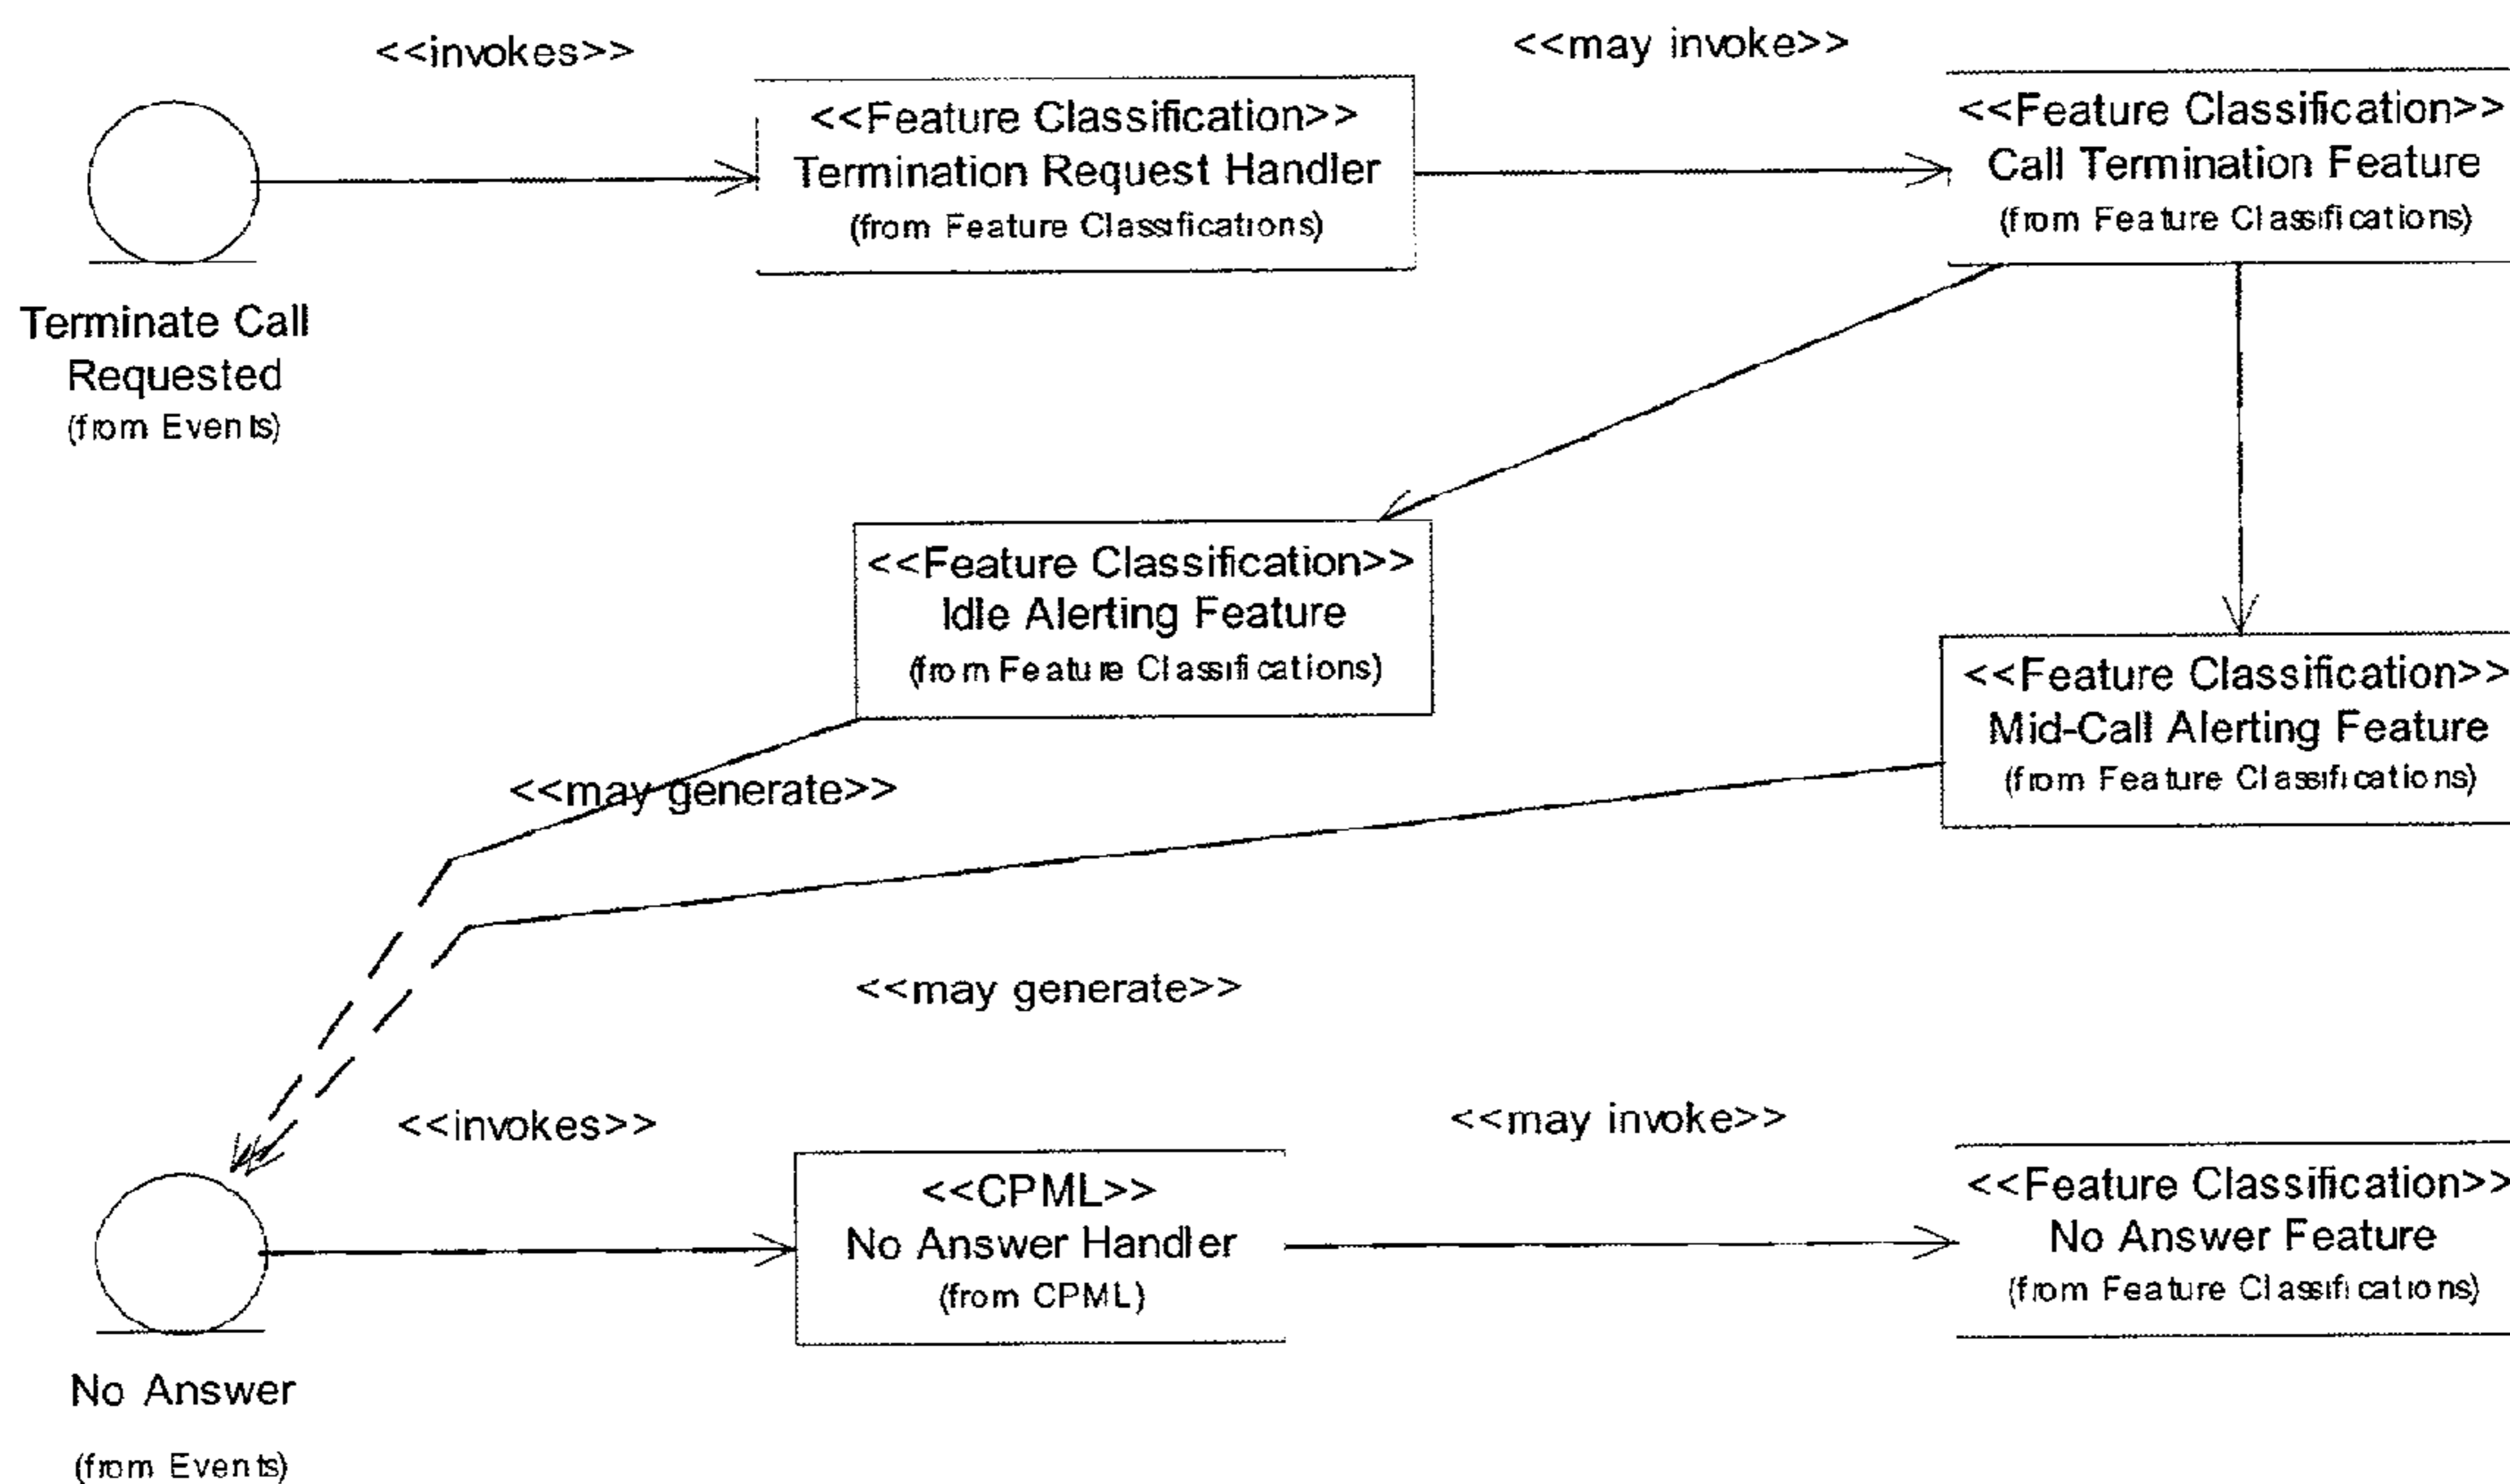 <<invokes>>
<<may invoke>>
<<Feature Classification>>
Termination Request Handler
(from Feature Classifications)
<<Feature Classification>>
Call Termination Feature
(from Feature Classifications)
Terminate Call
Requested
(from Events)
<<Feature Classification>>
Idle Alerting Feature
(from Feature Classifications)
<<Feature Classification>>
Mid-Call Alerting Feature
(from Feature Classifications)
<<may generate>>
<<may generate>>
<<invokes>>
<<may invoke>>
<<CPML>>
No Answer Handler
(from CPML)
<<Feature Classification>>
No Answer Feature
(from Feature Classifications)
No Answer
(from Events)